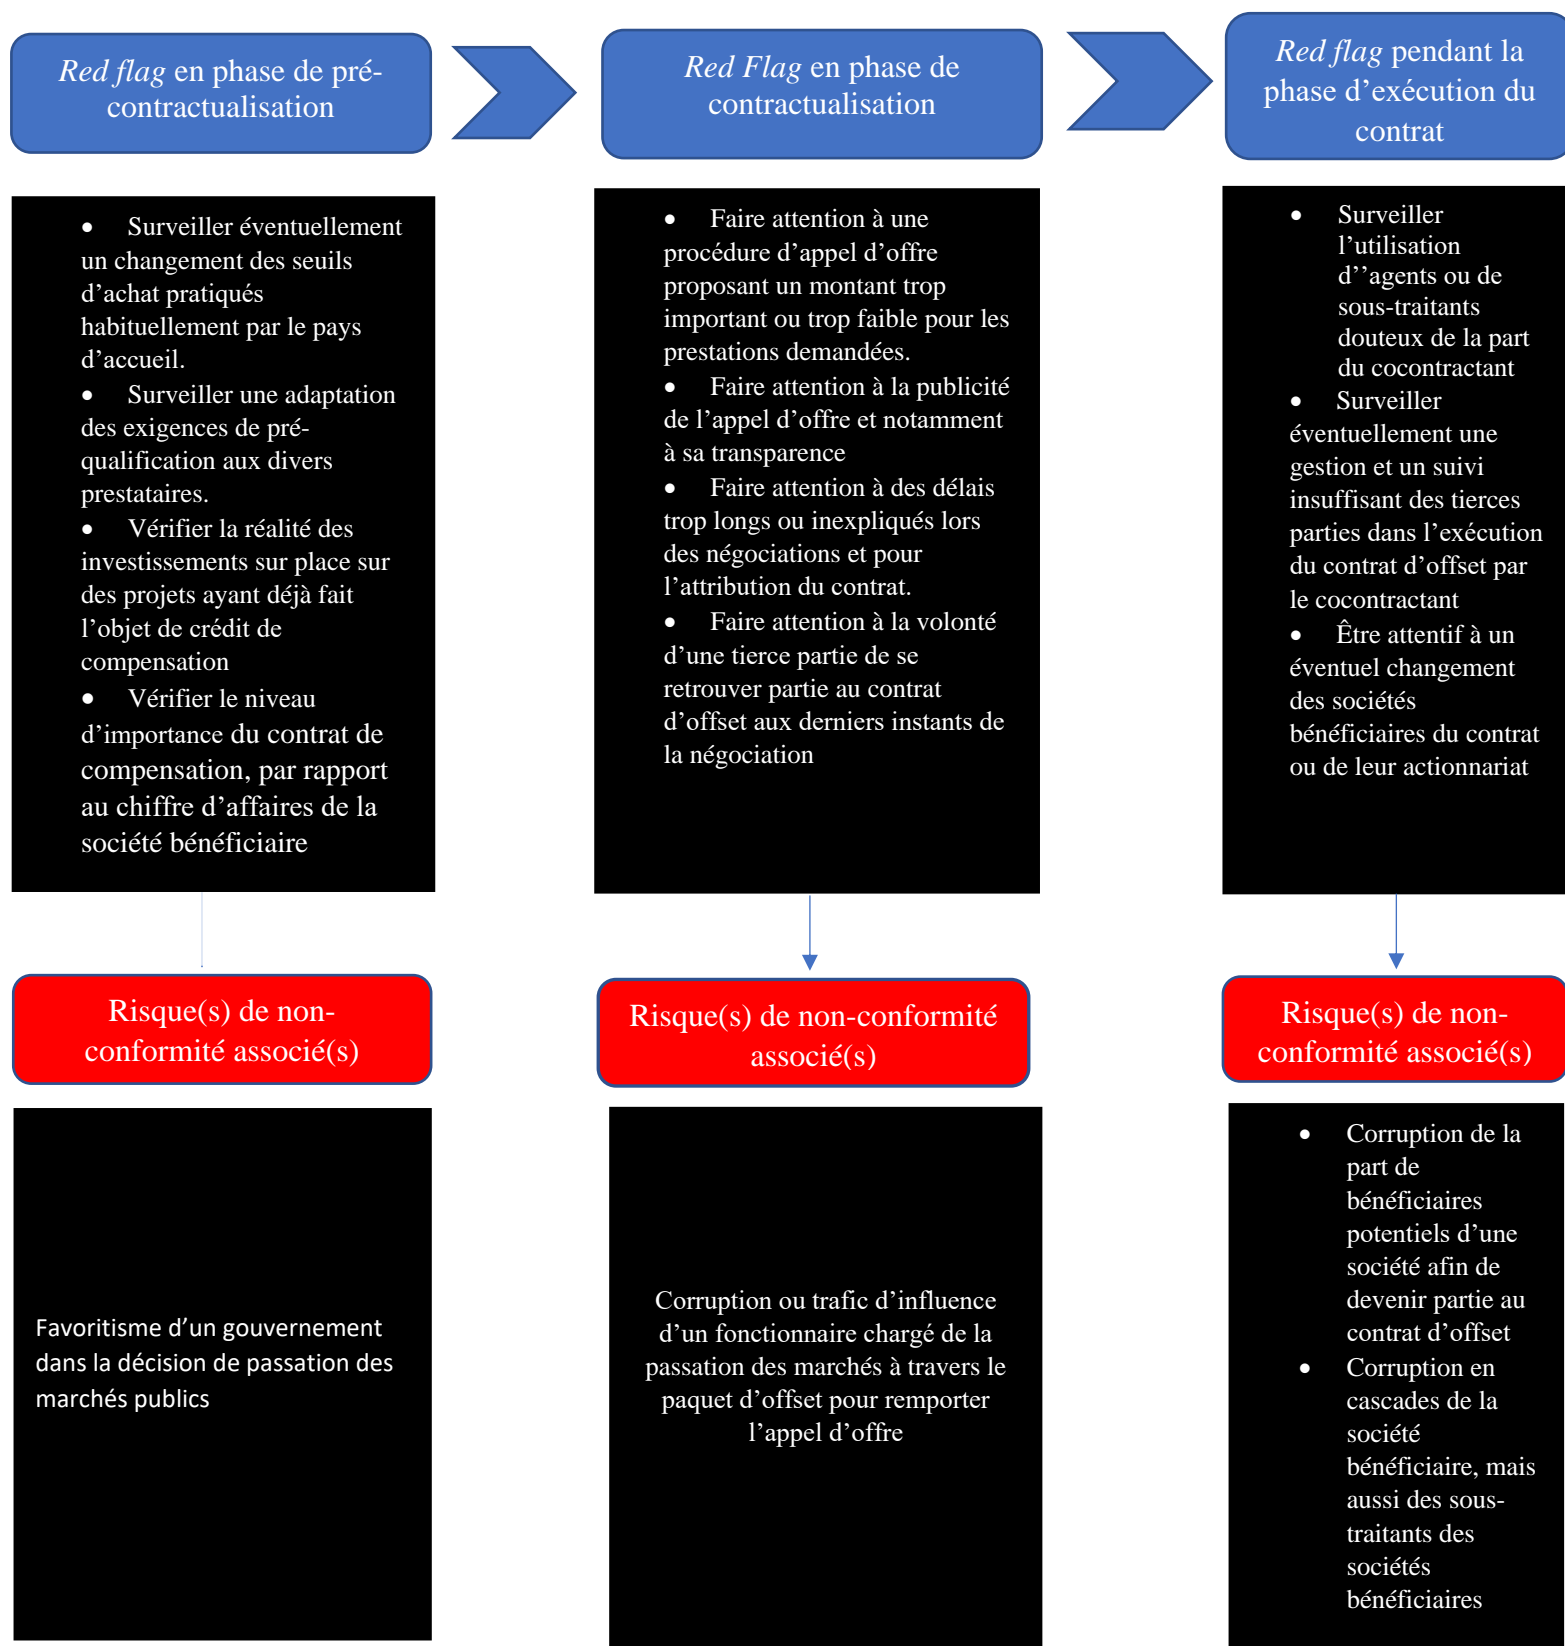 Red flag en phase de pré-
contractualisation
Red Flag en phase de
contractualisation
Red flag pendant la
phase d’exécution du
contrat
• Surveiller éventuellement
un changement des seuils
d’achat pratiqués
habituellement par le pays
d’accueil.
• Surveiller une adaptation
des exigences de pré-
qualification aux divers
prestataires.
• Vérifier la réalité des
investissements sur place sur
des projets ayant déjà fait
l’objet de crédit de
compensation
• Vérifier le niveau
d’importance du contrat de
compensation, par rapport
au chiffre d’affaires de la
société bénéficiaire
• Faire attention à une
procédure d’appel d’offre
proposant un montant trop
important ou trop faible pour les
prestations demandées.
• Faire attention à la publicité
de l’appel d’offre et notamment
à sa transparence
• Faire attention à des délais
trop longs ou inexpliqués lors
des négociations et pour
l’attribution du contrat.
• Faire attention à la volonté
d’une tierce partie de se
retrouver partie au contrat
d’offset aux derniers instants de
la négociation
• Surveiller
l’utilisation
d’’agents ou de
sous-traitants
douteux de la part
du cocontractant
• Surveiller
éventuellement une
gestion et un suivi
insuffisant des tierces
parties dans l’exécution
du contrat d’offset par
le cocontractant
• Être attentif à un
éventuel changement
des sociétés
bénéficiaires du contrat
ou de leur actionnariat
Risque(s) de non-
conformité associé(s)
Risque(s) de non-conformité
associé(s)
Risque(s) de non-
conformité associé(s)
Favoritisme d’un gouvernement
dans la décision de passation des
marchés publics
Corruption ou trafic d’influence
d’un fonctionnaire chargé de la
passation des marchés à travers le
paquet d’offset pour remporter
l’appel d’offre
• Corruption de la
part de
bénéficiaires
potentiels d’une
société afin de
devenir partie au
contrat d’offset
• Corruption en
cascades de la
société
bénéficiaire, mais
aussi des sous-
traitants des
sociétés
bénéficiaires